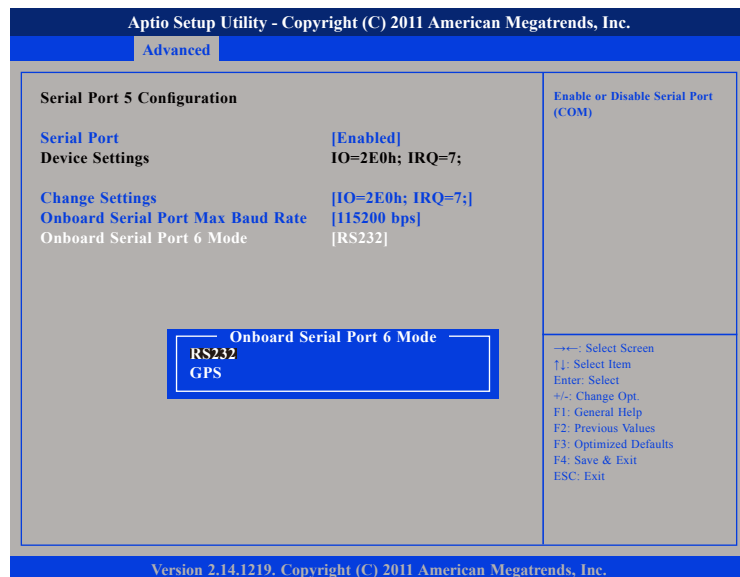 Aptio Setup Utility - Copyright (C) 2011 American Megatrends, Inc.
Advanced
Serial Port 5 Configuration
Serial Port [Enabled]
Device Settings IO=2E0h; IRQ=7;
Change Settings [IO=2E0h; IRQ=7;]
Onboard Serial Port Max Baud Rate [115200 bps]
Onboard Serial Port 6 Mode [RS232]
Onboard Serial Port 6 Mode
RS232
GPS
Enable or Disable Serial Port
(COM)
→←: Select Screen
↑↓: Select Item
Enter: Select
+/-: Change Opt.
F1: General Help
F2: Previous Values
F3: Optimized Defaults
F4: Save & Exit
ESC: Exit
Version 2.14.1219. Copyright (C) 2011 American Megatrends, Inc.